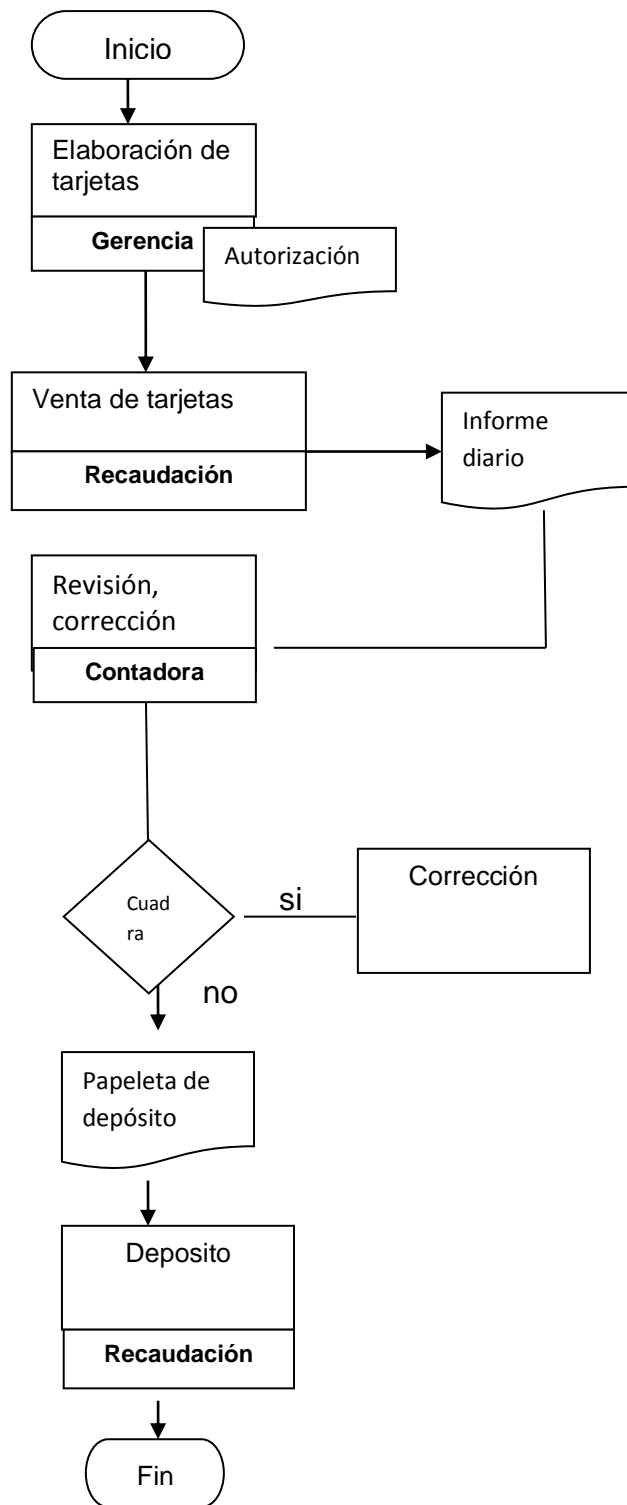 Inicio
Elaboración de
tarjetas
Gerencia
Autorización
Venta de tarjetas
Recaudación
Informe
diario
Revisión,
corrección
Contadora
Cuad
ra
si
Corrección
no
Papeleta de
depósito
Deposito
Recaudación
Fin